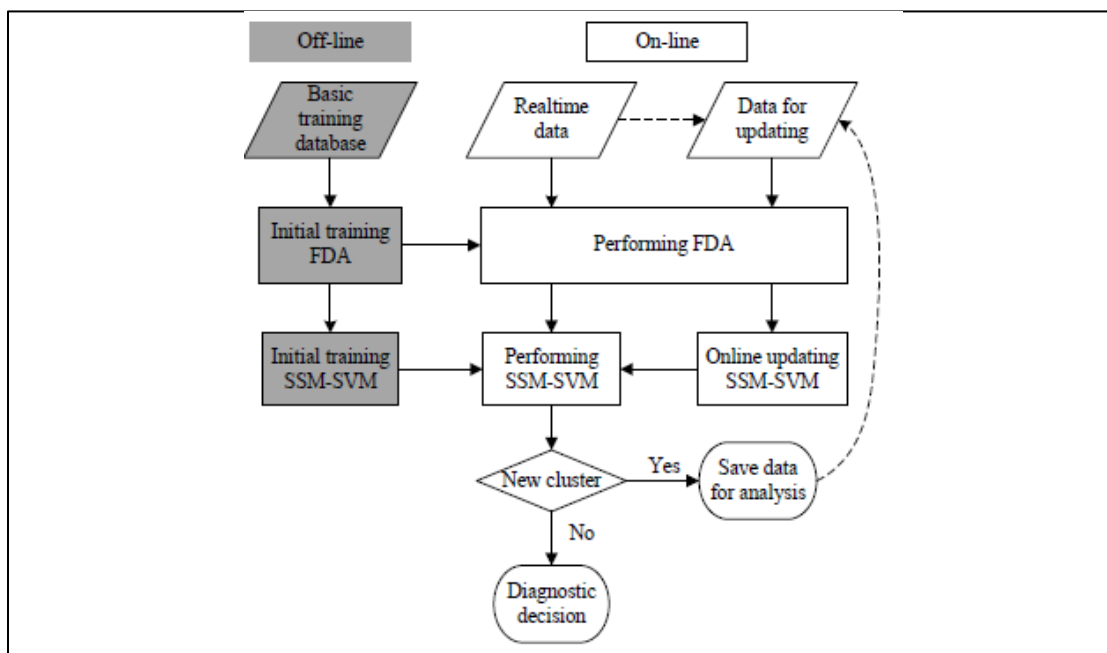 Off-line
On-line
Basic
training
database
Realtime
data
Data for
updating
Initial training
FDA
Performing FDA
Initial training
SSM-SVM
Performing
SSM-SVM
Online updating
SSM-SVM
New cluster
Yes
Save data
for analysis
No
Diagnostic
decision